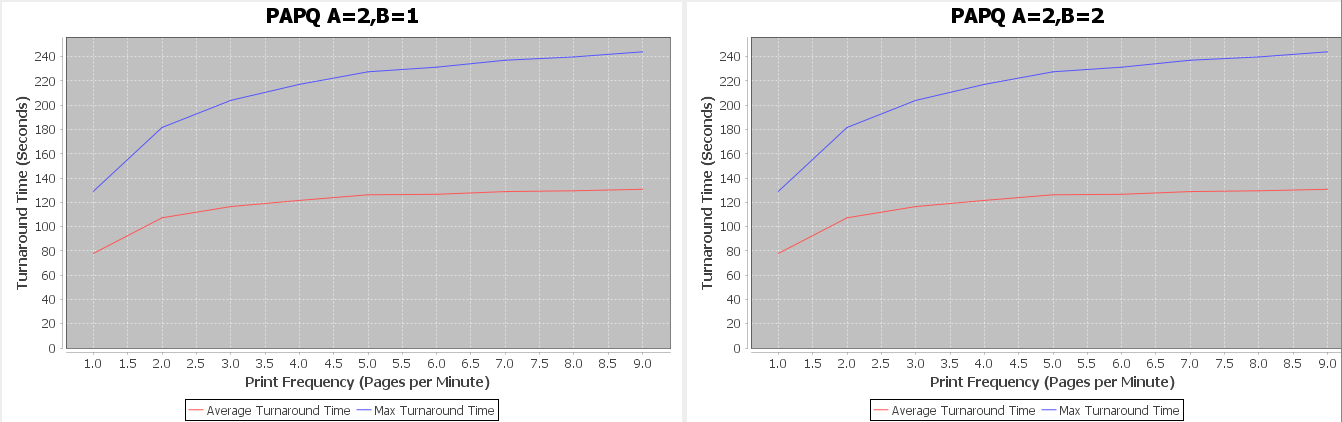 PAPQ A=2,B=1
Turnaround Time (Seconds)
240
220
200
180
160
140
120
100
80
60
40
20
0
1.0 1.5 2.0 2.5 3.0 3.5 4.0 4.5 5.0 5.5 6.0 6.5 7.0 7.5 8.0 8.5 9.0
Print Frequency (Pages per Minute)
Average Turnaround Time Max Turnaround Time
PAPQ A=2,B=2
Turnaround Time (Seconds)
240
220
200
180
160
140
120
100
80
60
40
20
0
1.0 1.5 2.0 2.5 3.0 3.5 4.0 4.5 5.0 5.5 6.0 6.5 7.0 7.5 8.0 8.5 9.0
Print Frequency (Pages per Minute)
Average Turnaround Time Max Turnaround Time